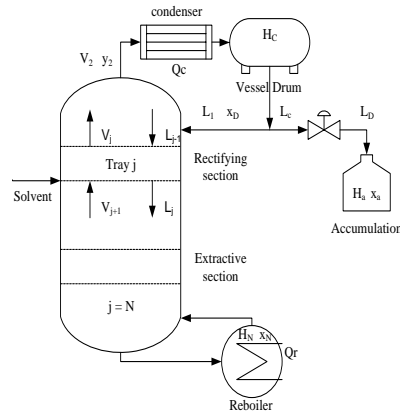 condenser
V2 y2
Qc
HC
Vessel Drum
L1 xD Lc LD
Vj Lj-1
Tray j
Rectifying
section
Solvent
Vj+1 Lj
Ha xa
Accumulation
Extractive
section
j = N
HN xN
Qr
Reboiler